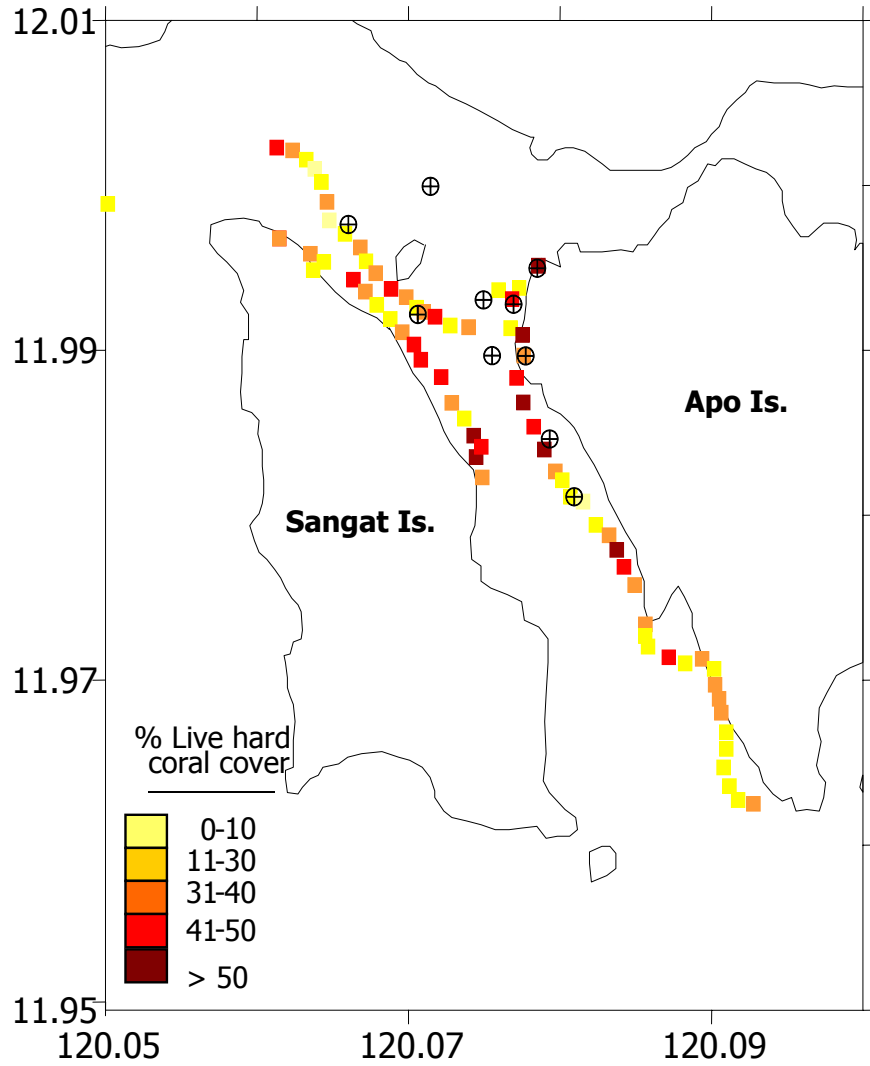 12.01
11.99
Apo Is.
Sangat Is.
11.97
% Live hard
coral cover
0-10
11-30
31-40
41-50
> 50
11.95
120.05 120.07 120.09